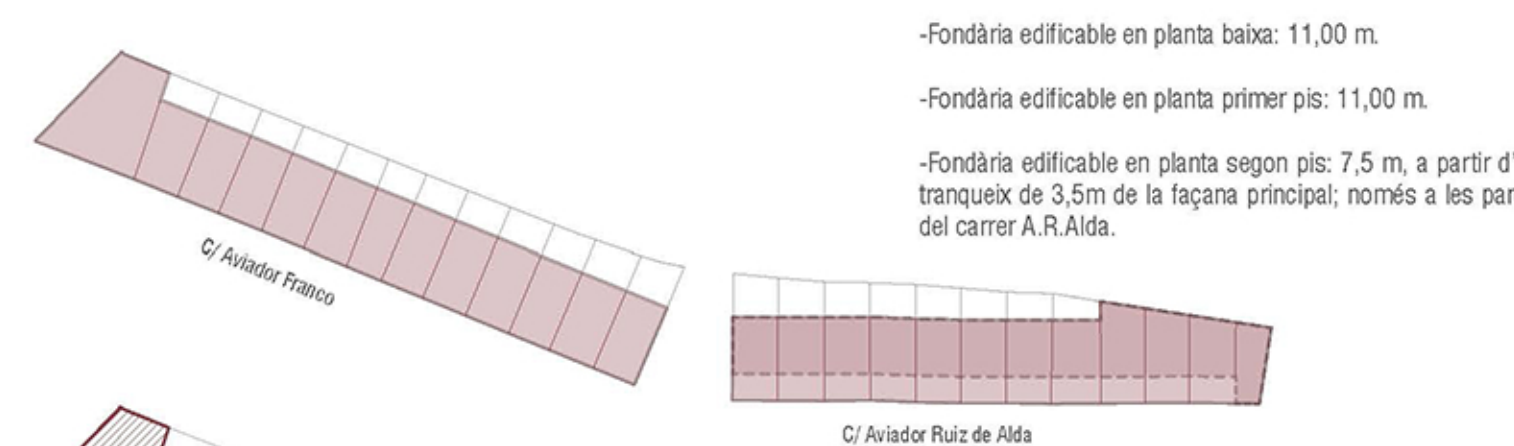 -Fondària edificable en planta baixa: 11,00 m.
-Fondària edificable en planta primer pis: 11,00 m.
-Fondària edificable en planta segon pis: 7,5 m, a partir d'
tranqueix de 3,5m de la façana principal; només a les par
del carrer A.R.Alda.
C/ Aviador Franco
C/ Aviador Ruiz de Alda